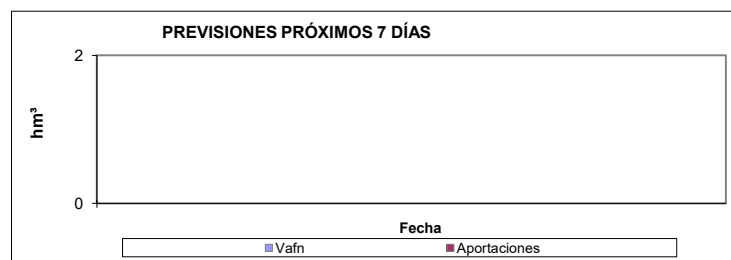 PREVISIONES PRÓXIMOS 7 DÍAS
2
hm³
0
Fecha
Vafn Aportaciones